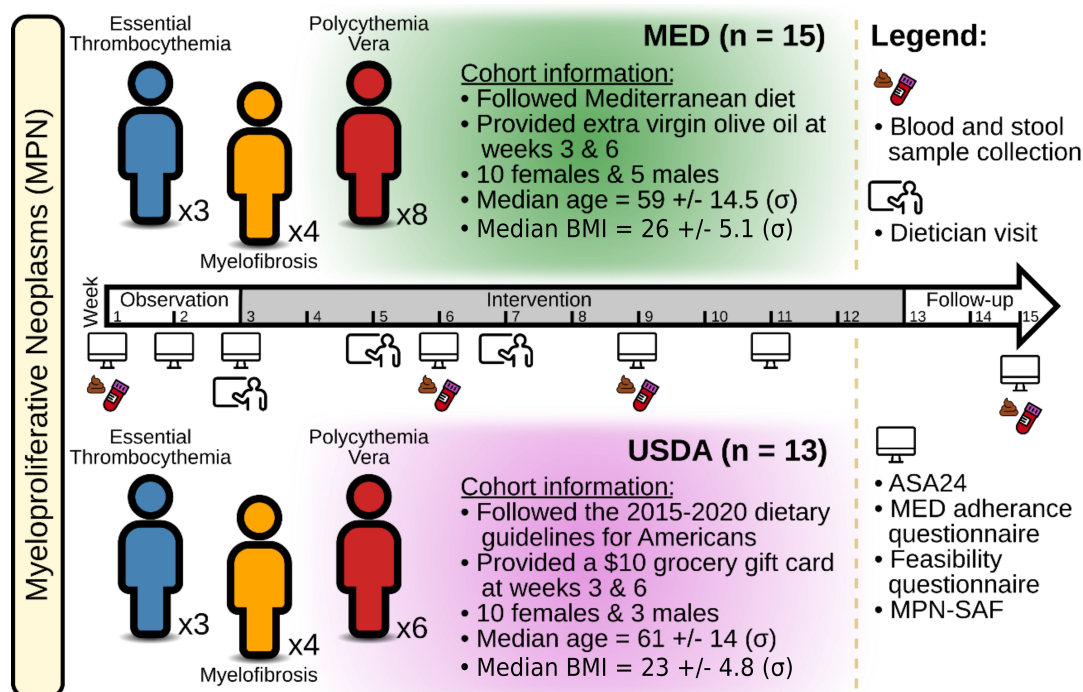 Myeloproliferative Neoplasms (MPN)
Essential
Thrombocythemia
x3
x4
Myelofibrosis
Polycythemia
Vera
x8
MED (n = 15)
Cohort information:
• Followed Mediterranean diet
• Provided extra virgin olive oil at
weeks 3 & 6
• 10 females & 5 males
• Median age = 59 +/- 14.5 (σ)
• Median BMI = 26 +/- 5.1 (σ)
Legend:
• Blood and stool
sample collection
• Dietician visit
Week
Observation
Intervention
Follow-up
1 2 3 4 5 6 7 8 9 10 11 12 13 14 15
Essential
Thrombocythemia
x3
x4
Myelofibrosis
Polycythemia
Vera
x6
USDA (n = 13)
Cohort information:
• Followed the 2015-2020 dietary
guidelines for Americans
• Provided a $10 grocery gift card
at weeks 3 & 6
• 10 females & 3 males
• Median age = 61 +/- 14 (σ)
• Median BMI = 23 +/- 4.8 (σ)
• ASA24
• MED adherance
questionnaire
• Feasibility
questionnaire
• MPN-SAF